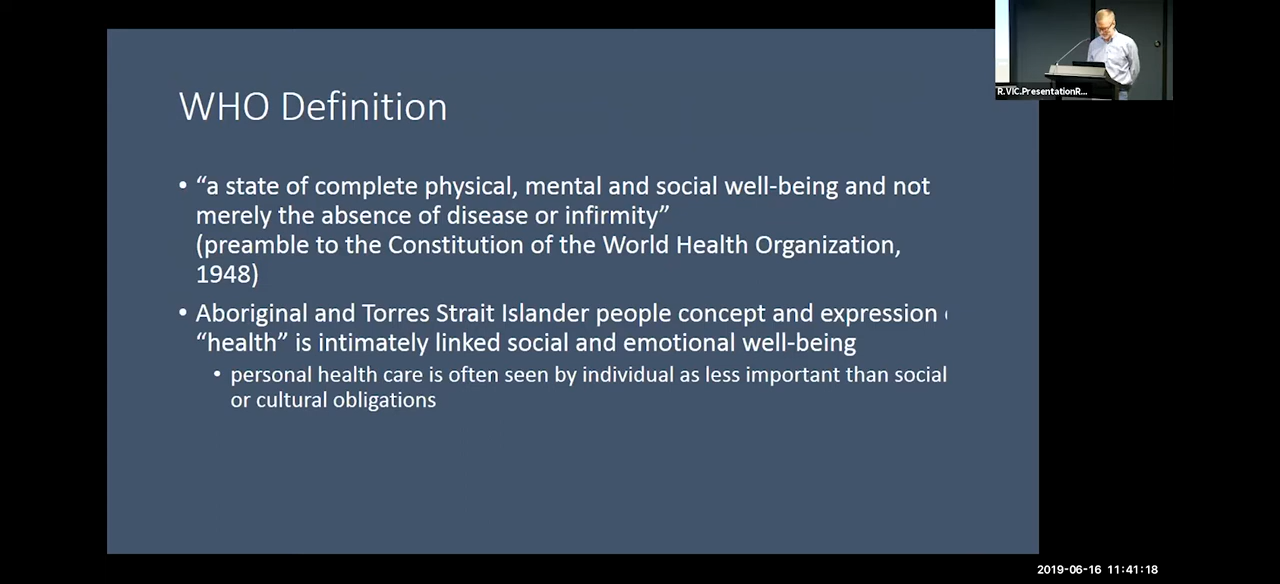 WHO Definition
• “a state of complete physical, mental and social well-being and not
merely the absence of disease or infirmity”
(preamble to the Constitution of the World Health Organization,
1948)
• Aboriginal and Torres Strait Islander people concept and expression
“health” is intimately linked social and emotional well-being
• personal health care is often seen by individual as less important than social
or cultural obligations
R.VIC.PresentationR...
2019-06-16 11:41:18